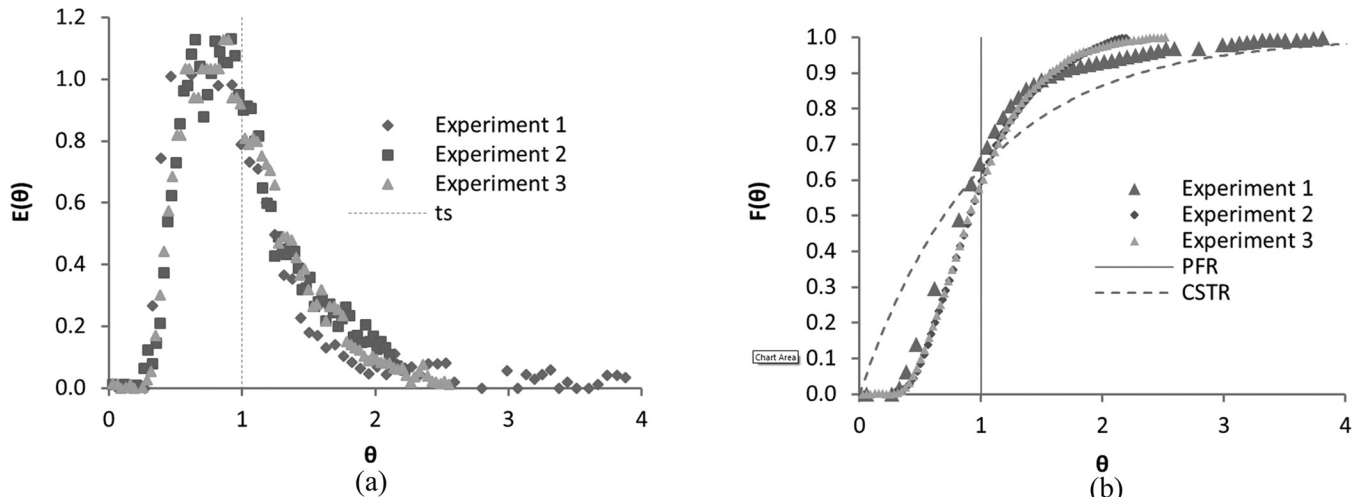 1.2
1.0
0.8
0.6
0.4
0.2
0.0
E(θ)
0 1 2 3 4
θ
Experiment 1
Experiment 2
Experiment 3
ts
(a)
1.0
0.9
0.8
0.7
0.6
0.5
0.4
0.3
0.2
0.1
0.0
F(θ)
Chart Area
0 1 2 3 4
θ
Experiment 1
Experiment 2
Experiment 3
PFR
CSTR
(b)